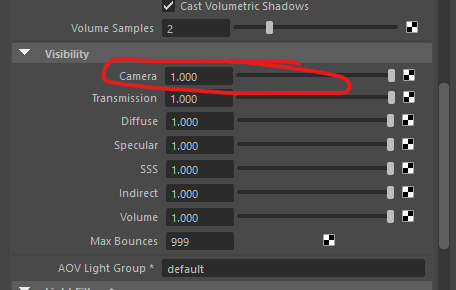 Cast Volumetric Shadows
Volume Samples 2
Visibility
Camera 1.000
Transmission 1.000
Diffuse 1.000
Specular 1.000
SSS 1.000
Indirect 1.000
Volume 1.000
Max Bounces 999
AOV Light Group * default